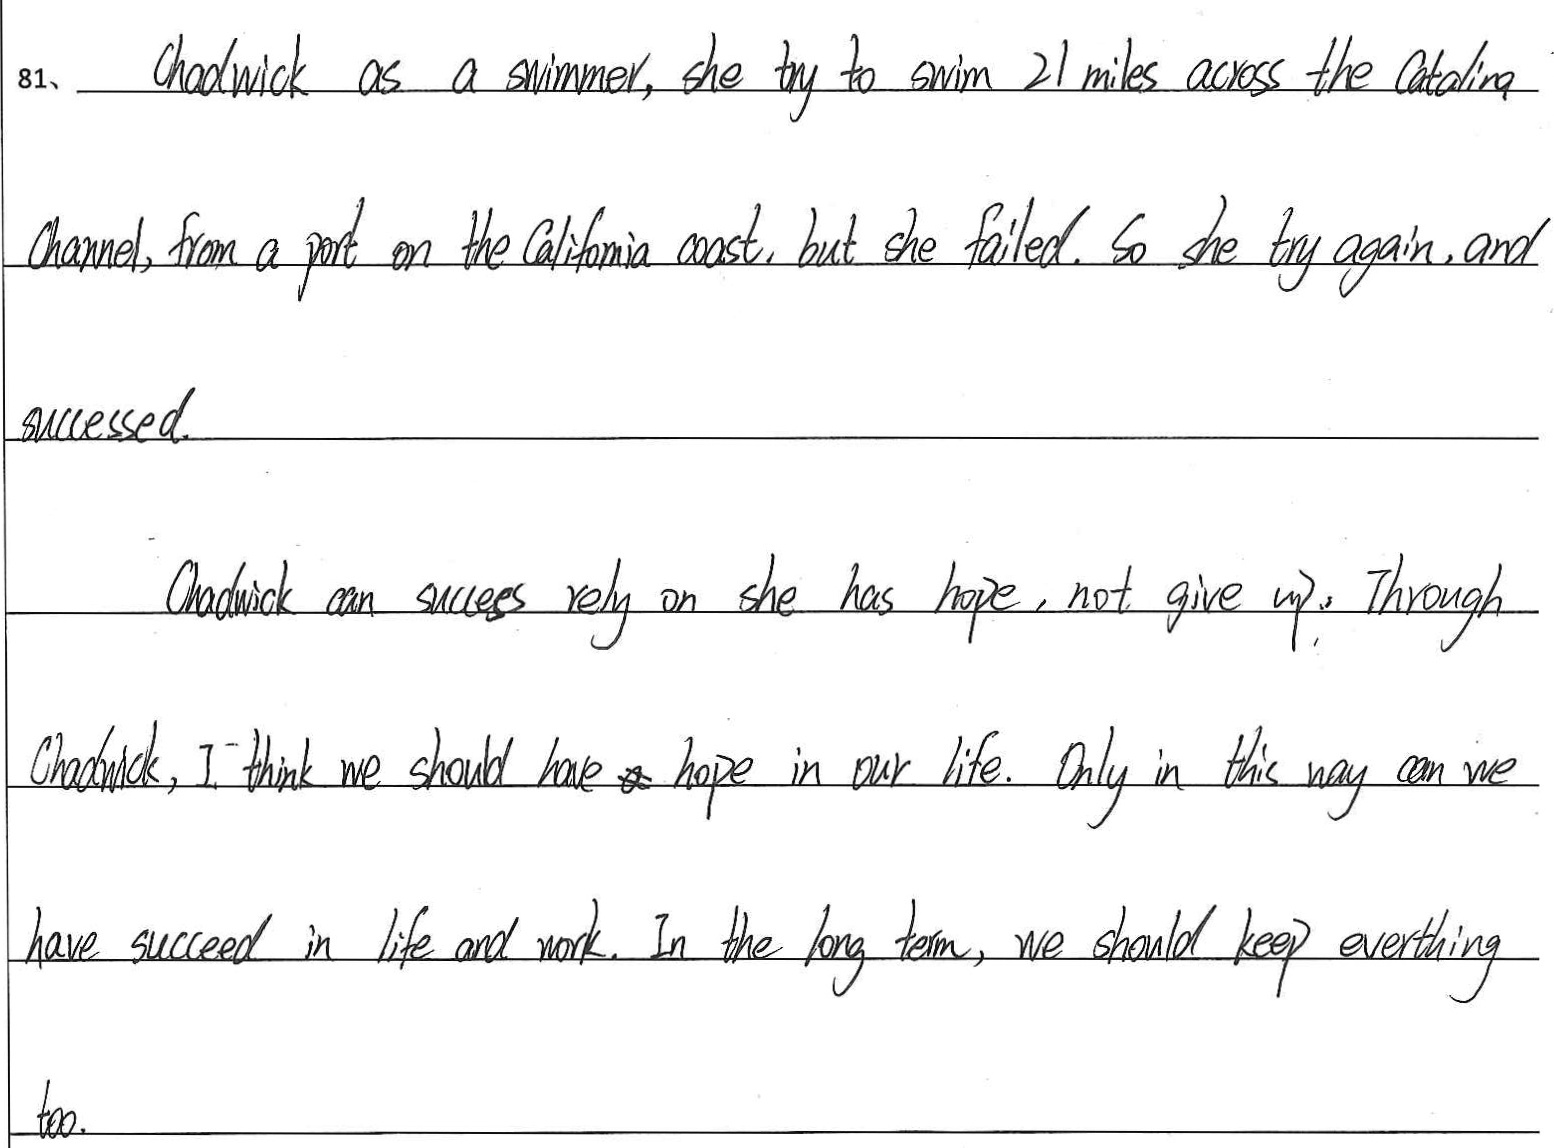 81、 Chadwick as a swimmer, she try to swim 21 miles across the Catalina
Channel, from a port on the California coast, but she failed. So she try again, and
successed.
Chadwick can success rely on she has hope, not give up. Through
Chadwick, I think we should have hope in our life. Only in this way can we
have succeed in life and work. In the long term, we should keep everthing
too.